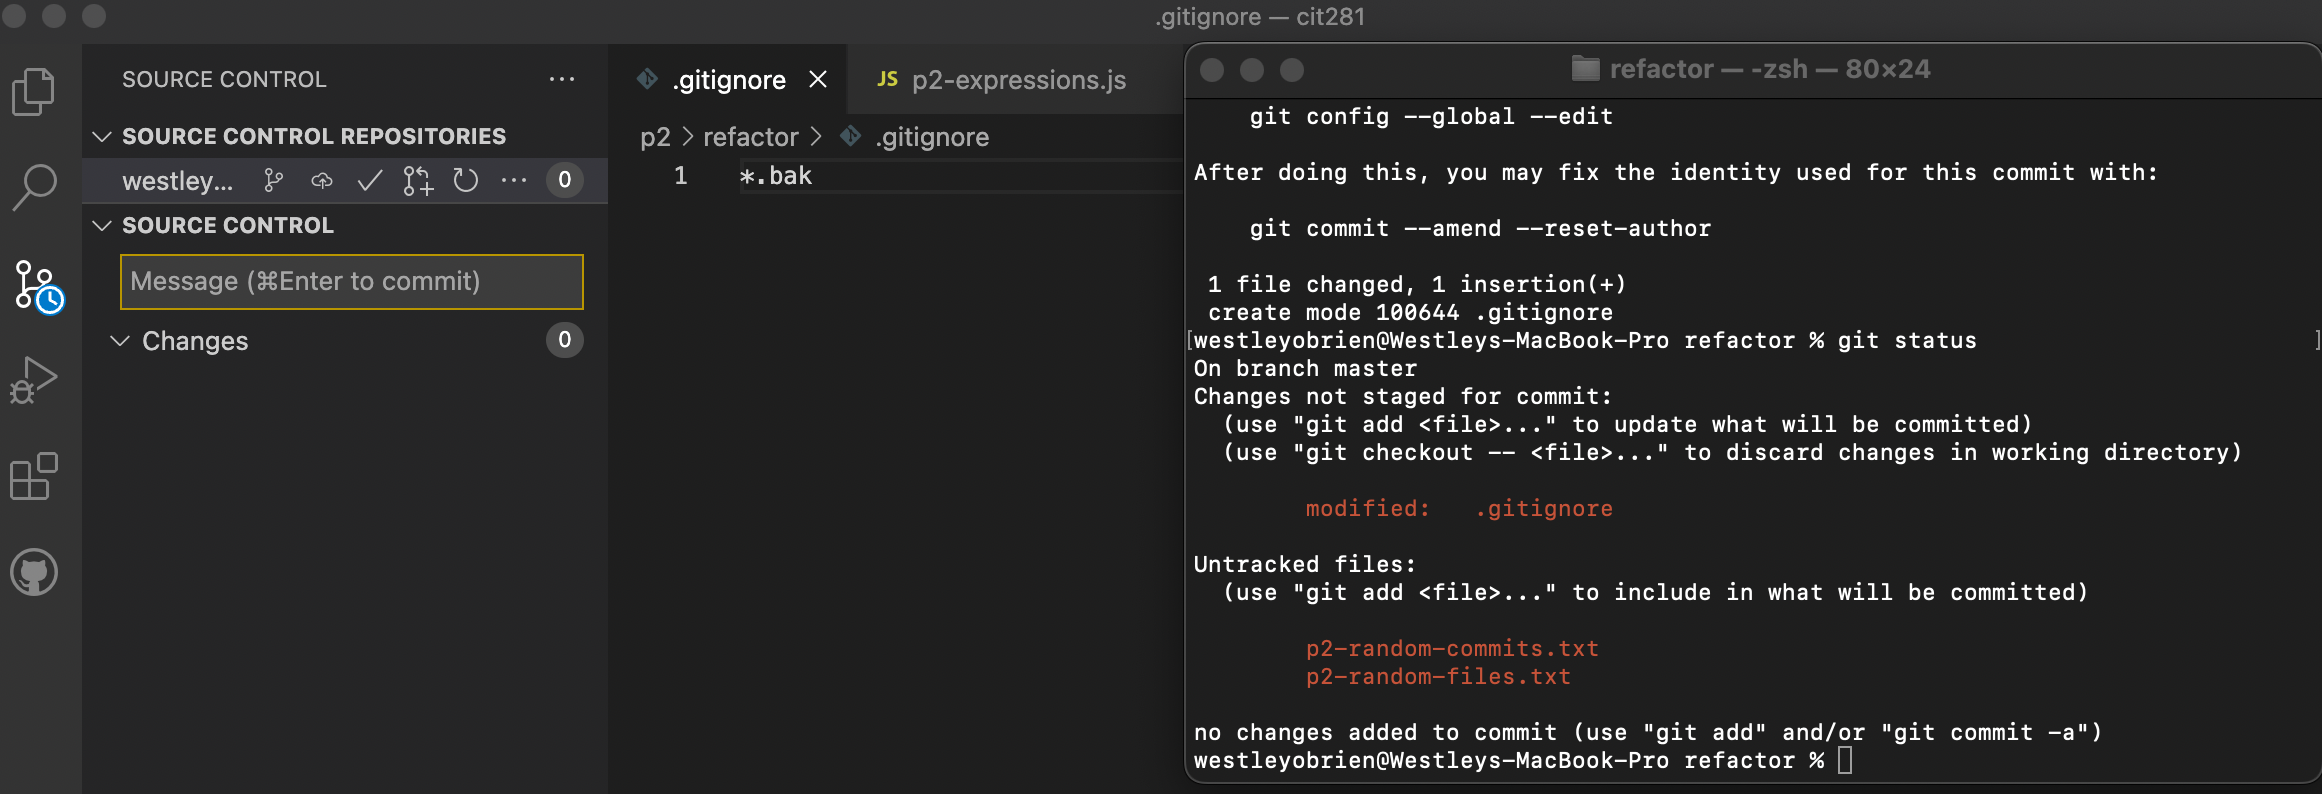 .gitignore — cit281
SOURCE CONTROL ···
SOURCE CONTROL REPOSITORIES
westley... ··· 0
SOURCE CONTROL
Message (⌘Enter to commit)
Changes 0
.gitignore
JS p2-expressions.js
p2 > refactor > .gitignore
1 *.bak
refactor — -zsh — 80×24
git config --global --edit
After doing this, you may fix the identity used for this commit with:
git commit --amend --reset-author
1 file changed, 1 insertion(+)
create mode 100644 .gitignore
[westleyobrien@Westleys-MacBook-Pro refactor % git status ]
On branch master
Changes not staged for commit:
(use "git add <file>..." to update what will be committed)
(use "git checkout -- <file>..." to discard changes in working directory)
modified:   .gitignore
Untracked files:
(use "git add <file>..." to include in what will be committed)
p2-random-commits.txt
p2-random-files.txt
no changes added to commit (use "git add" and/or "git commit -a")
westleyobrien@Westleys-MacBook-Pro refactor %